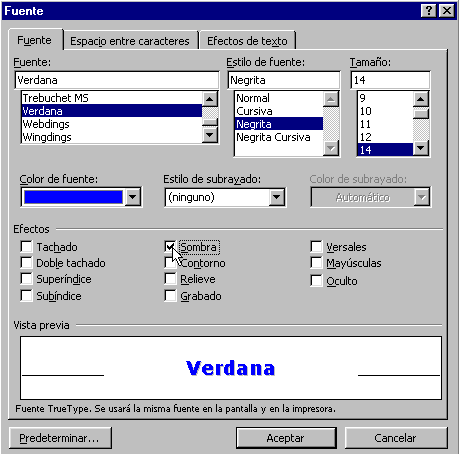 Fuente
Fuente Espacio entre caracteres Efectos de texto
Fuente: Estilo de fuente: Tamaño:
Verdana Negrita 14
Trebuchet MS Normal 9
Verdana Cursiva 10
Webdings Negrita 11
Wingdings Negrita Cursiva 12
14
Color de fuente: Estilo de subrayado: Color de subrayado:
(ninguno) Automático
Efectos
Tachado Sombra Versales
Doble tachado Contorno Mayúsculas
Superíndice Relieve Oculto
Subíndice Grabado
Vista previa
Verdana
Fuente TrueType. Se usará la misma fuente en la pantalla y en la impresora.
Predeterminar... Aceptar Cancelar